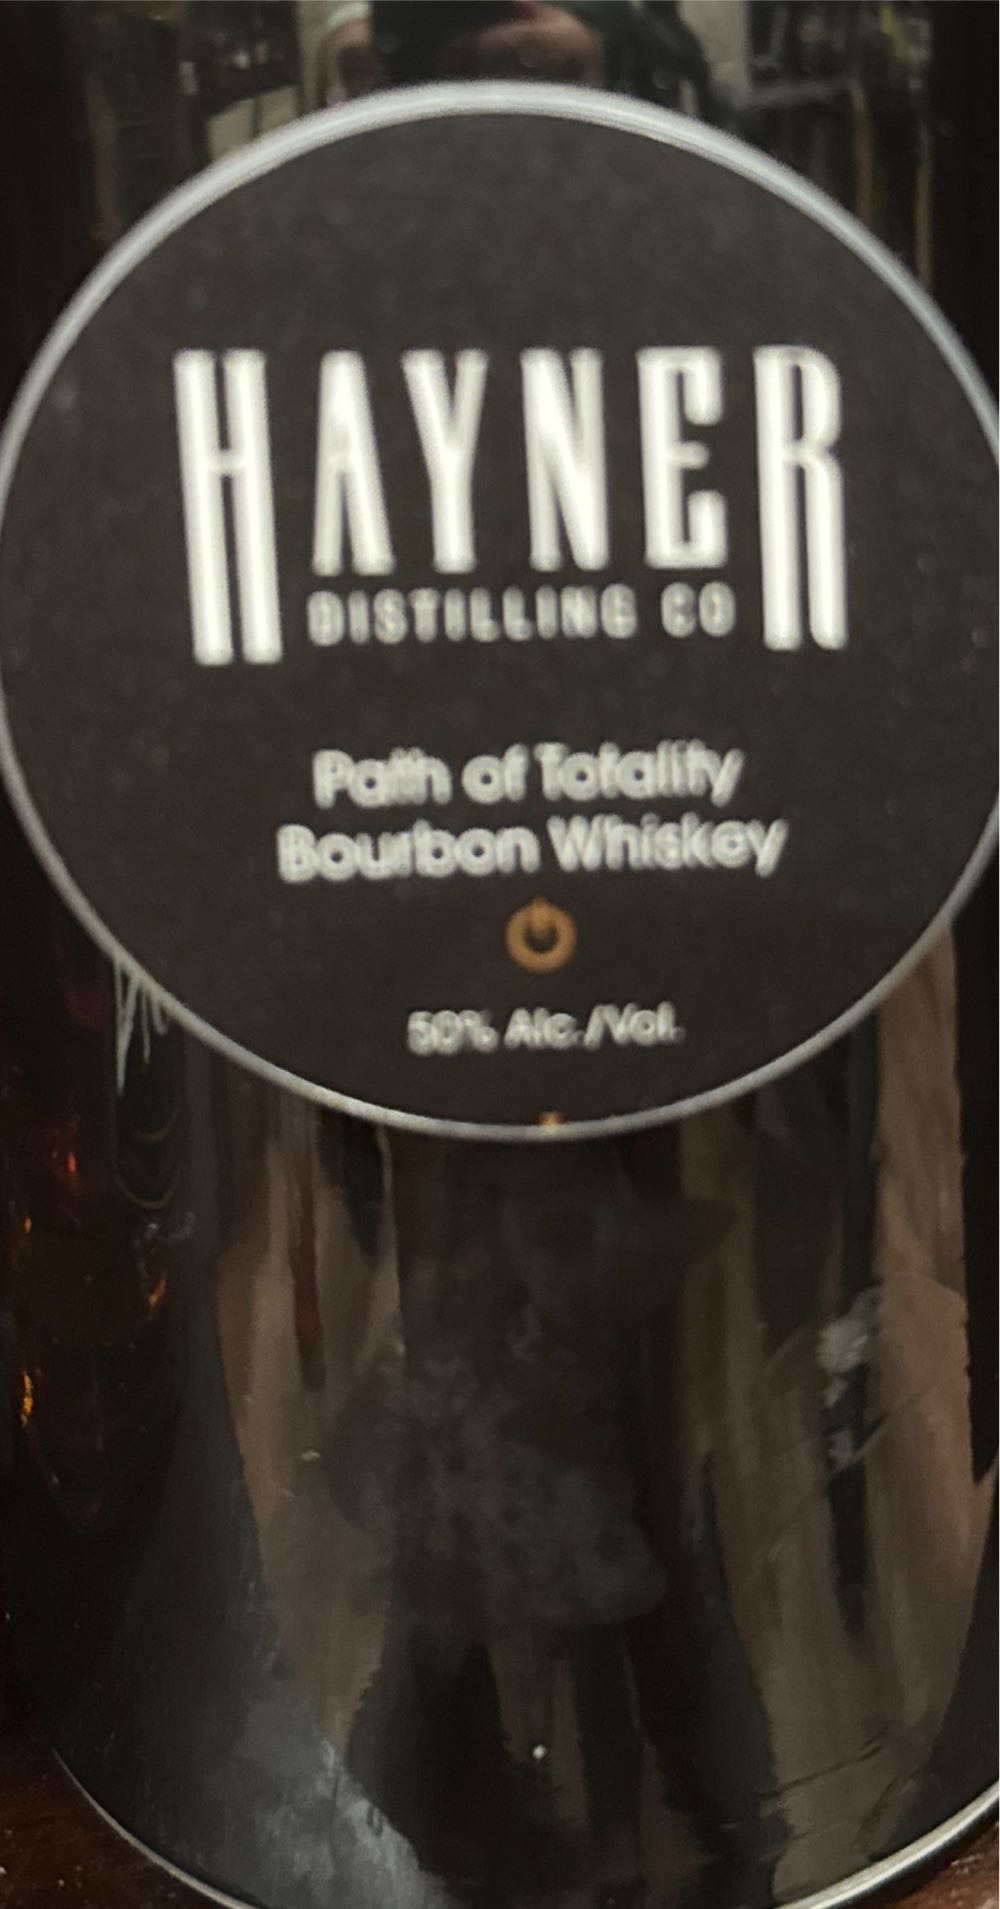 HAYNER
DISTILLING CO
Path of Totality
Bourbon Whiskey
50% Alc./Vol.